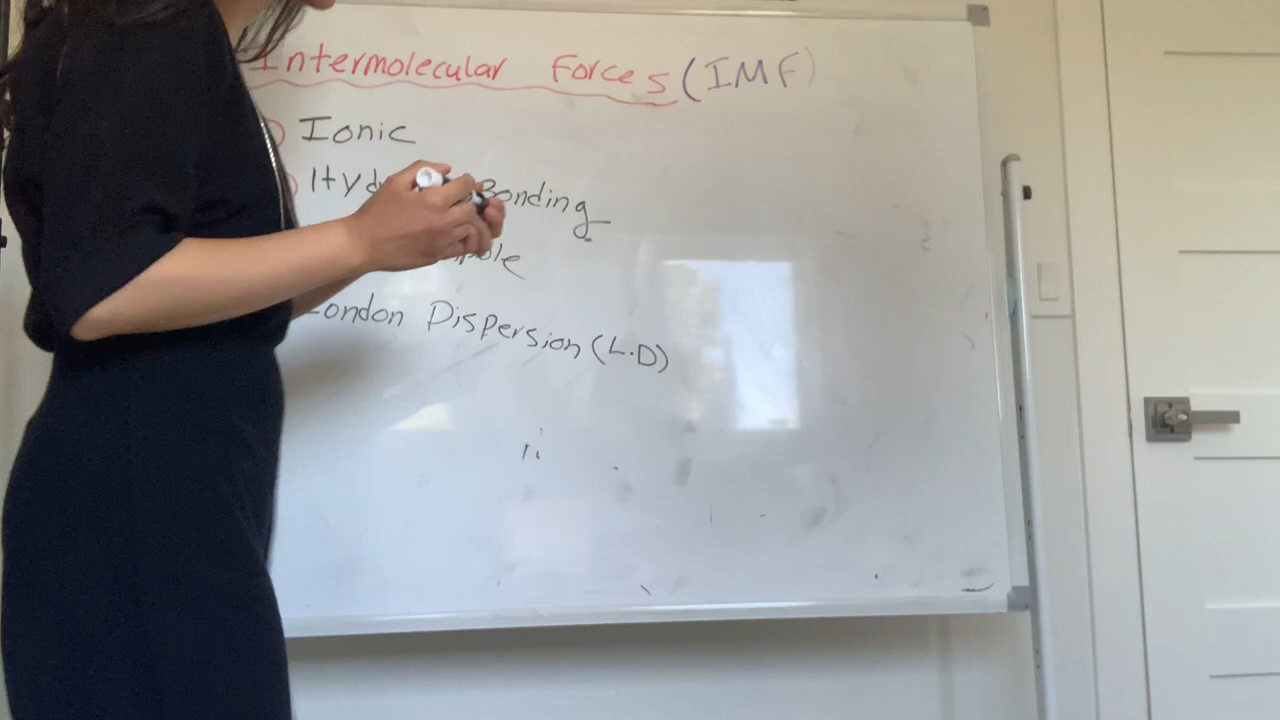 Intermolecular Forces (IMF)
Ionic
Bonding
London Dispersion (L.D)